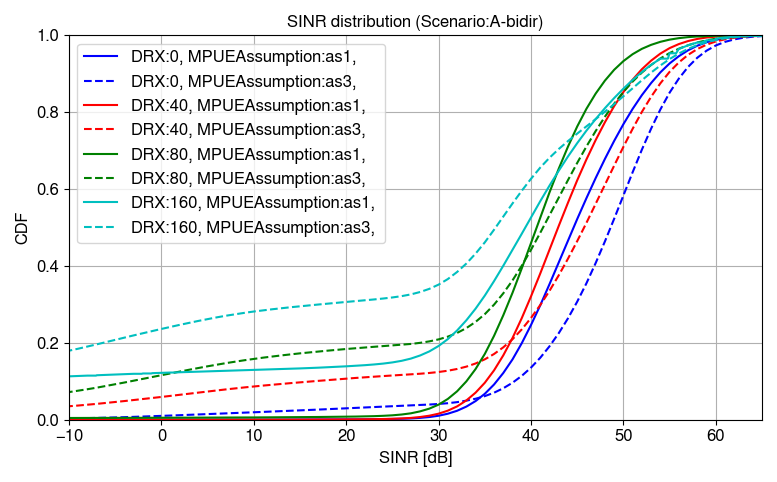 SINR distribution (Scenario:A-bidir)
1.0
0.8
0.6
0.4
0.2
0.0
CDF
DRX:0, MPUEAssumption:as1,
DRX:0, MPUEAssumption:as3,
DRX:40, MPUEAssumption:as1,
DRX:40, MPUEAssumption:as3,
DRX:80, MPUEAssumption:as1,
DRX:80, MPUEAssumption:as3,
DRX:160, MPUEAssumption:as1,
DRX:160, MPUEAssumption:as3,
−10 0 10 20 30 40 50 60
SINR [dB]